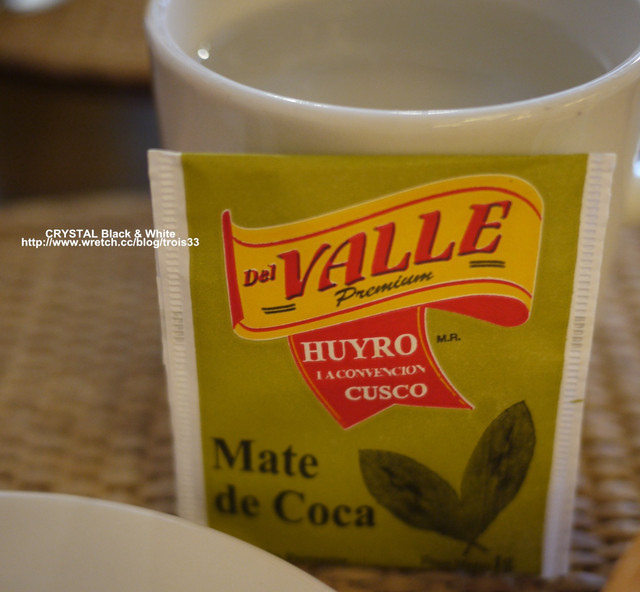 CRYSTAL Black & White
http://www.wretch.cc/blog/trois33
Del VALLE
Premium
HUYRO
M.R.
LA CONVENCION
CUSCO
Mate
de Coca